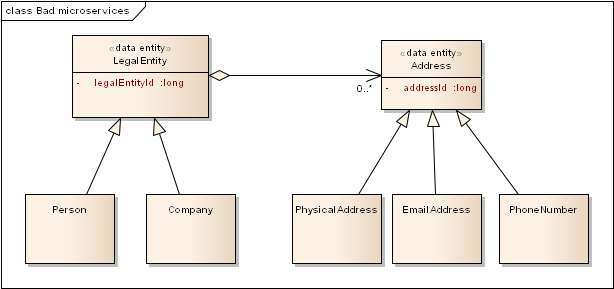 class Bad microservices
«data entity»
LegalEntity
- legalEntityId :long
«data entity»
Address
- addressId :long
0..*
Person
Company
PhysicalAddress
EmailAddress
PhoneNumber